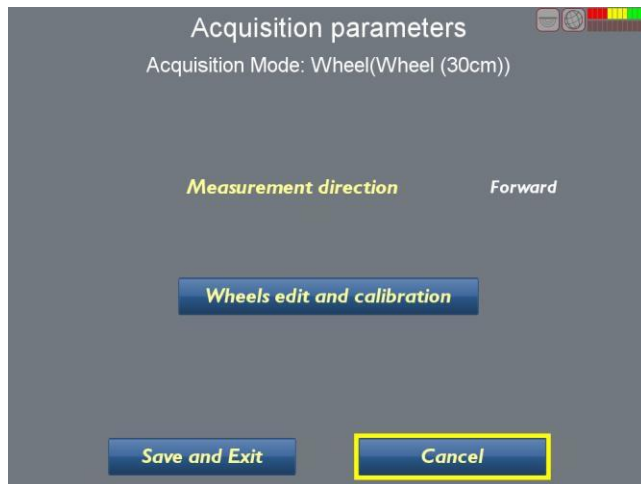 Acquisition parameters
Acquisition Mode: Wheel(Wheel (30cm))
Measurement direction Forward
Wheels edit and calibration
Save and Exit Cancel